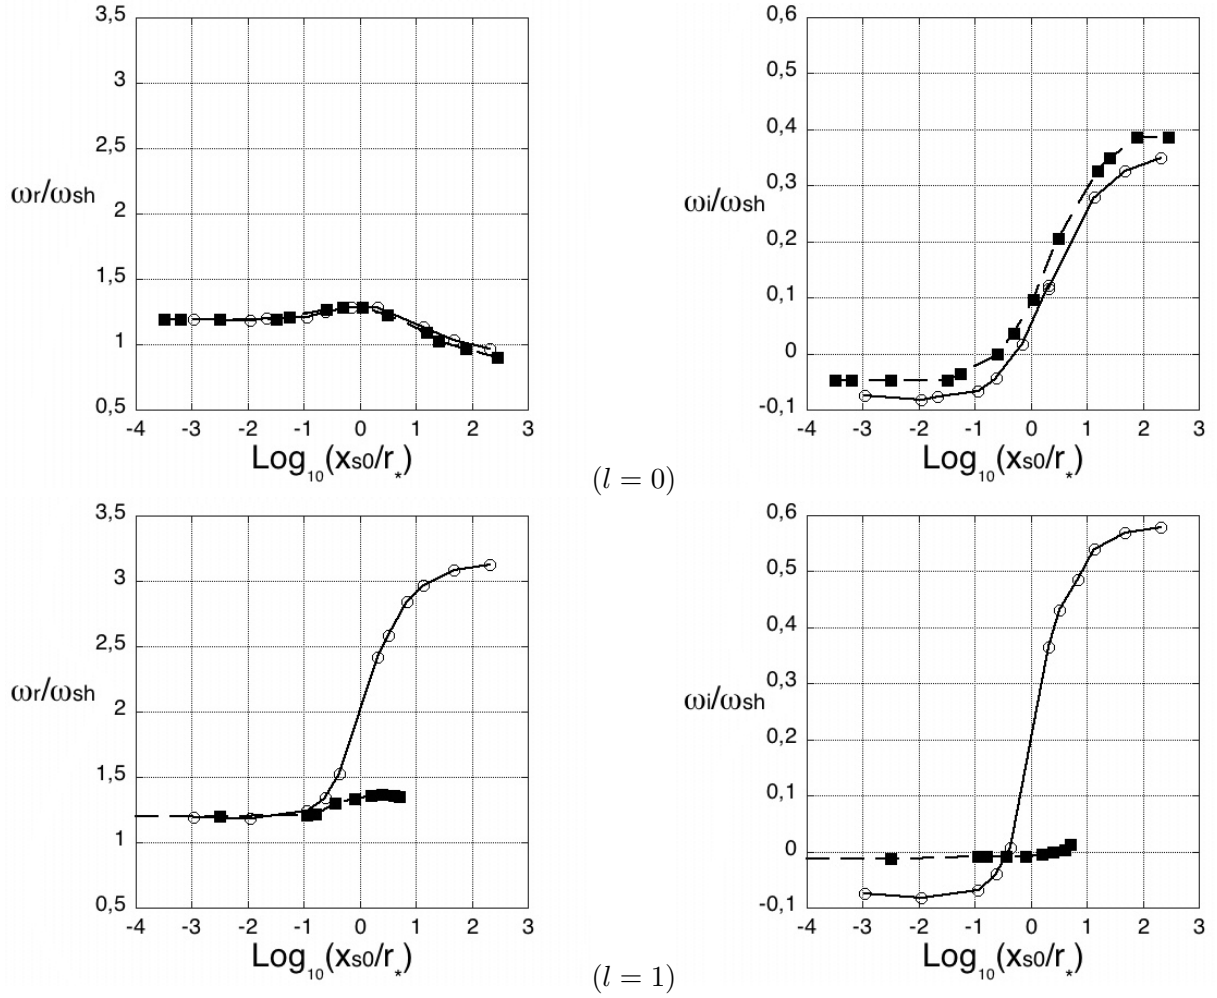 3,5
3
2,5
2
1,5
1
0,5
ωr/ωsh
-4 -3 -2 -1 0 1 2 3
Log₁₀(xs0/r*)
0,6
0,5
0,4
0,3
0,2
0,1
0
-0,1
ωi/ωsh
-4 -3 -2 -1 0 1 2 3
Log₁₀(xs0/r*)
(l = 0)
3,5
3
2,5
2
1,5
1
0,5
ωr/ωsh
-4 -3 -2 -1 0 1 2 3
Log₁₀(xs0/r*)
0,6
0,5
0,4
0,3
0,2
0,1
0
-0,1
ωi/ωsh
-4 -3 -2 -1 0 1 2 3
Log₁₀(xs0/r*)
(l = 1)